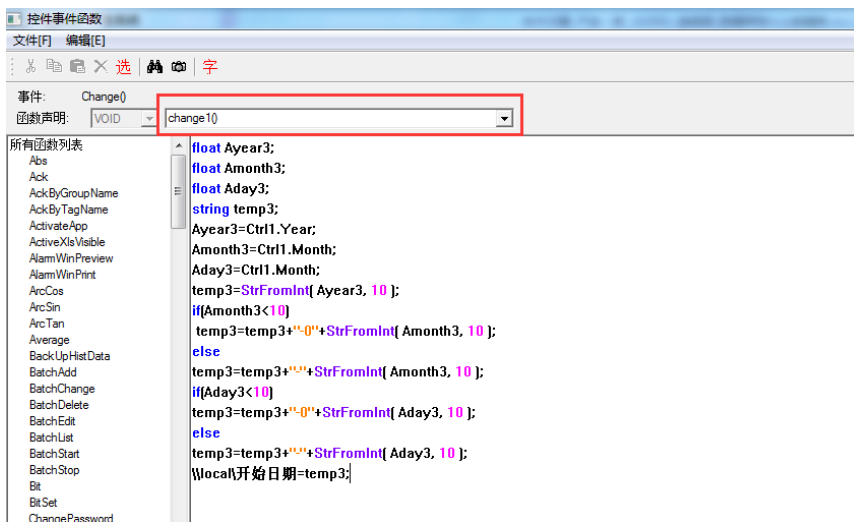 控件事件函数
文件[F] 编辑[E]
选 字
事件: Change()
函数声明: VOID change1()
所有函数列表
Abs
Ack
AckByGroupName
AckByTagName
ActivateApp
ActiveXlsVisible
AlarmWinPreview
AlarmWinPrint
ArcCos
ArcSin
ArcTan
Average
BackUpHistData
BatchAdd
BatchChange
BatchDelete
BatchEdit
BatchList
BatchStart
BatchStop
Bit
BitSet
ChangePassword
float Ayear3;
float Amonth3;
float Aday3;
string temp3;
Ayear3=Ctrl1.Year;
Amonth3=Ctrl1.Month;
Aday3=Ctrl1.Month;
temp3=StrFromInt( Ayear3, 10 );
if(Amonth3<10)
temp3=temp3+"-0"+StrFromInt( Amonth3, 10 );
else
temp3=temp3+"-"+StrFromInt( Amonth3, 10 );
if(Aday3<10)
temp3=temp3+"-0"+StrFromInt( Aday3, 10 );
else
temp3=temp3+"-"+StrFromInt( Aday3, 10 );
\\local\开始日期=temp3;